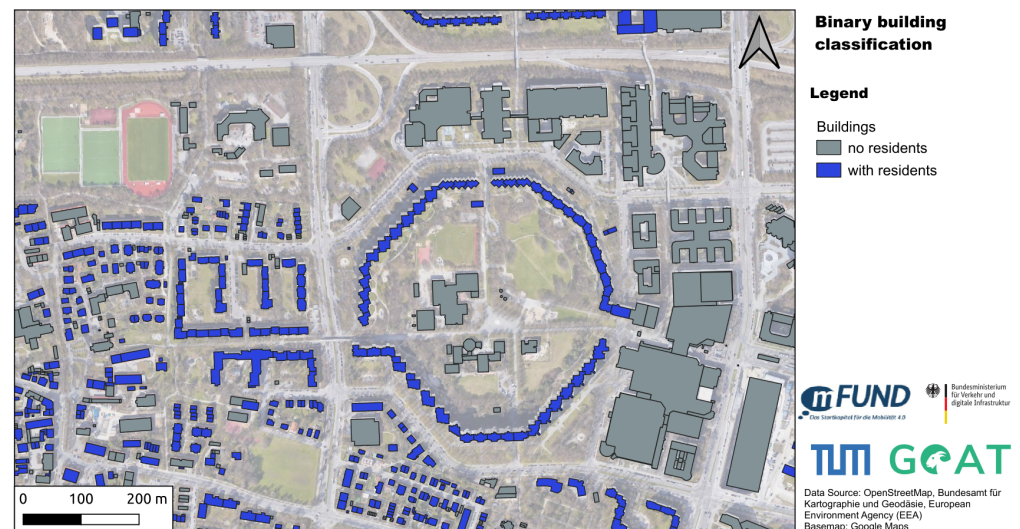 Binary building
classification
Legend
Buildings
no residents
with residents
0 100 200 m
mFUND
Das Startkapital für die Mobilität 4.0
Bundesministerium
für Verkehr und
digitale Infrastruktur
TUM GOAT
Data Source: OpenStreetMap, Bundesamt für
Kartographie und Geodäsie, European
Environment Agency (EEA)
Basemap: Google Maps